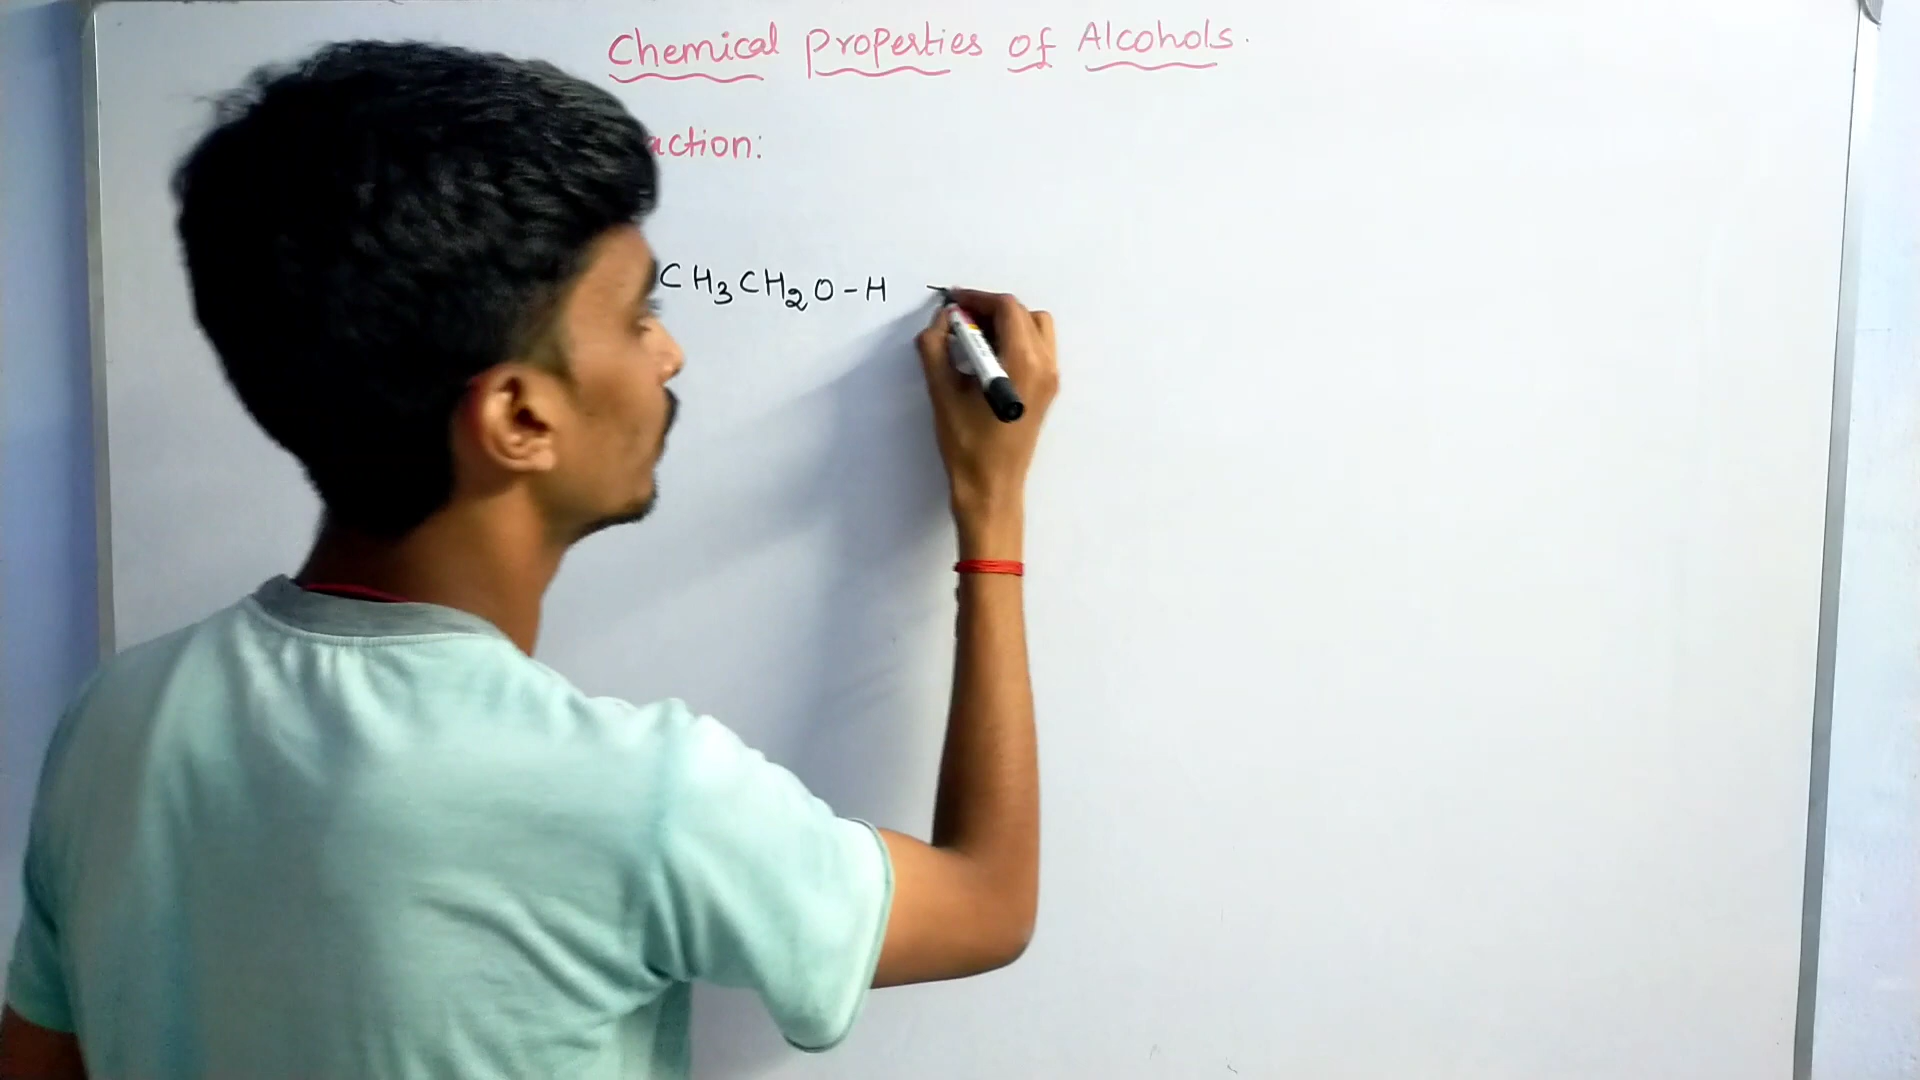 Chemical Properties of Alcohols.
action:
CH₃CH₂O-H